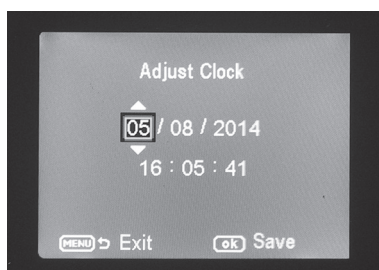 Adjust Clock
05 / 08 / 2014
16 : 05 : 41
MENU Exit OK Save